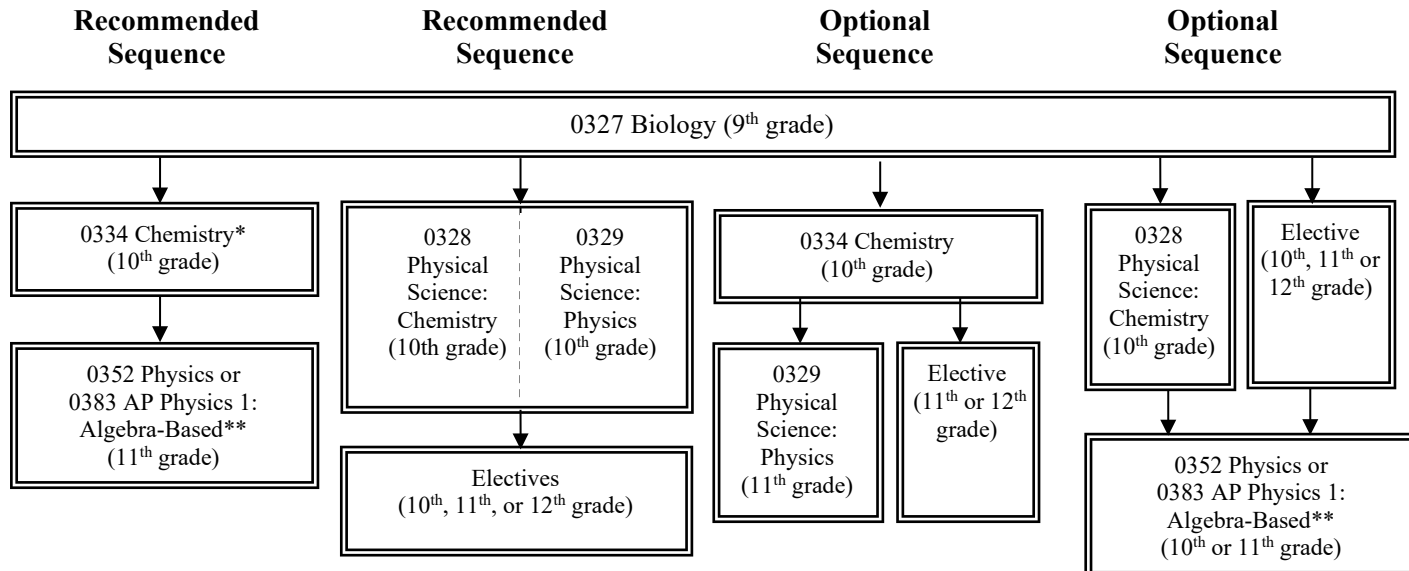 Recommended
Sequence
Recommended
Sequence
Optional
Sequence
Optional
Sequence
0327 Biology (9th grade)
0334 Chemistry*
(10th grade)
0352 Physics or
0383 AP Physics 1:
Algebra-Based**
(11th grade)
0328
Physical
Science:
Chemistry
(10th grade)
0329
Physical
Science:
Physics
(10th grade)
Electives
(10th, 11th, or 12th grade)
0334 Chemistry
(10th grade)
0329
Physical
Science:
Physics
(11th grade)
Elective
(11th or 12th
grade)
0328
Physical
Science:
Chemistry
(10th grade)
Elective
(10th, 11th or
12th grade)
0352 Physics or
0383 AP Physics 1:
Algebra-Based**
(10th or 11th grade)